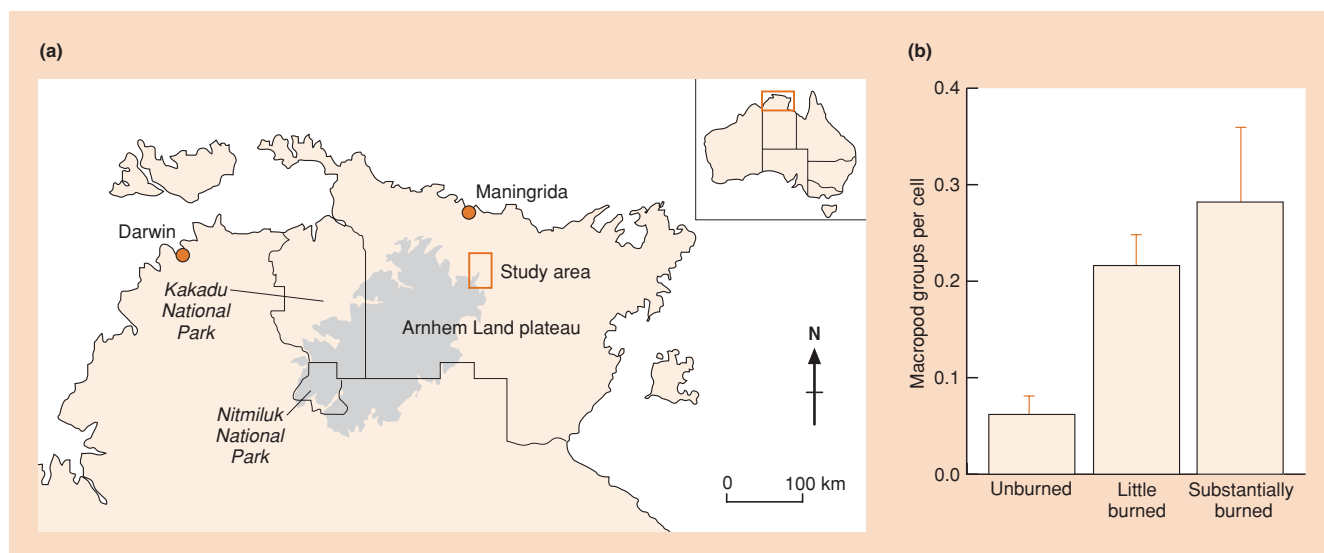 (a)
Maningrida
Darwin
Study area
Kakadu
National
Park
Arnhem Land plateau
N
Nitmiluk
National
Park
0
100 km
(b)
0.4
0.3
0.2
0.1
0.0
Macropod groups per cell
Unburned
Little
burned
Substantially
burned